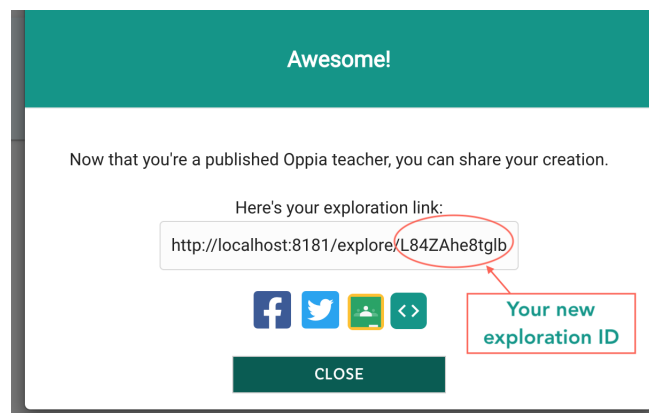 Awesome!
Now that you're a published Oppia teacher, you can share your creation.
Here's your exploration link:
http://localhost:8181/explore/L84ZAhe8tglb
Your new
exploration ID
CLOSE